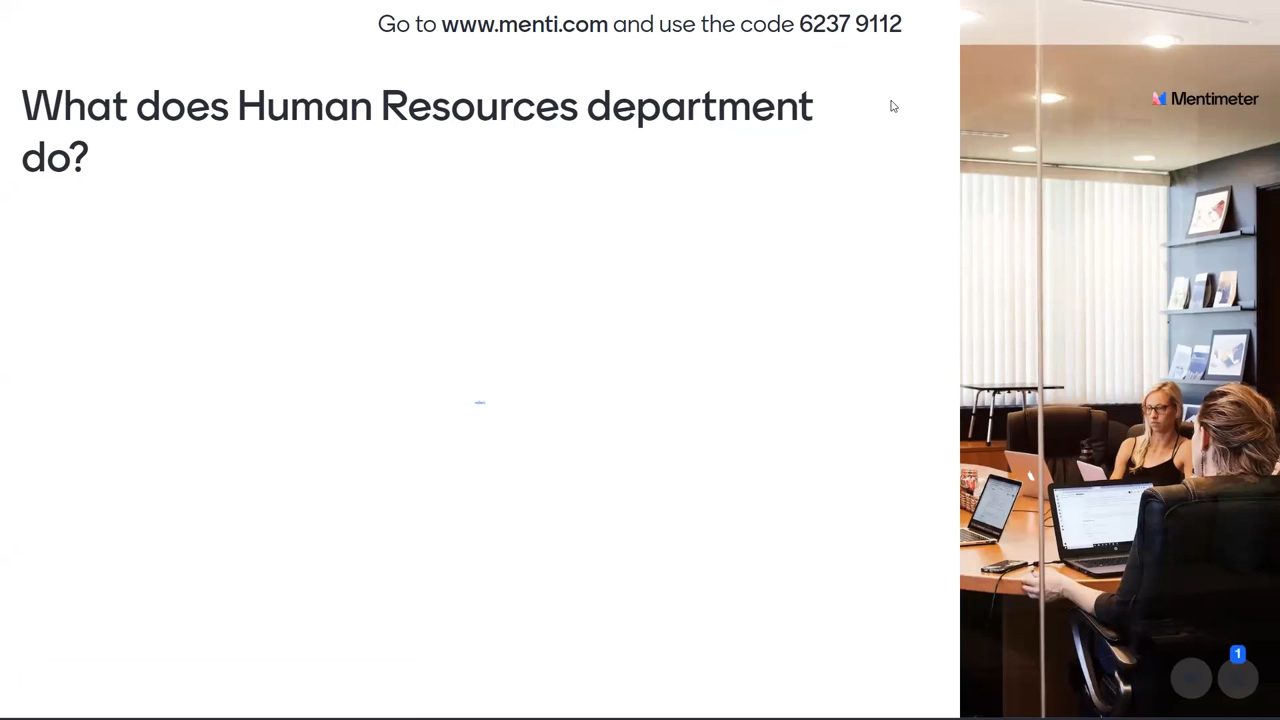 Go to www.menti.com and use the code 6237 9112
Mentimeter
What does Human Resources department
do?
1